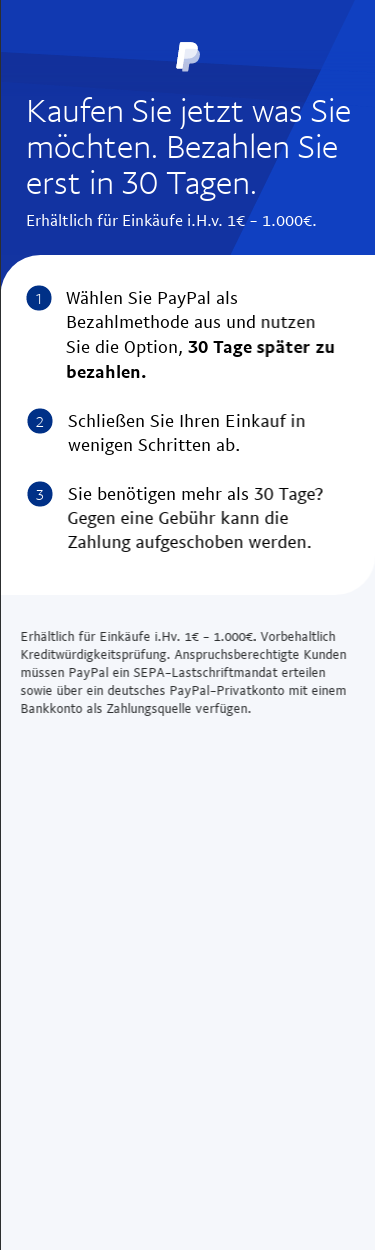 Kaufen Sie jetzt was Sie
möchten. Bezahlen Sie
erst in 30 Tagen.
Erhältlich für Einkäufe i.H.v. 1€ – 1.000€.
1 Wählen Sie PayPal als
Bezahlmethode aus und nutzen
Sie die Option, 30 Tage später zu
bezahlen.
2 Schließen Sie Ihren Einkauf in
wenigen Schritten ab.
3 Sie benötigen mehr als 30 Tage?
Gegen eine Gebühr kann die
Zahlung aufgeschoben werden.
Erhältlich für Einkäufe i.Hv. 1€ - 1.000€. Vorbehaltlich
Kreditwürdigkeitsprüfung. Anspruchsberechtigte Kunden
müssen PayPal ein SEPA-Lastschriftmandat erteilen
sowie über ein deutsches PayPal-Privatkonto mit einem
Bankkonto als Zahlungsquelle verfügen.